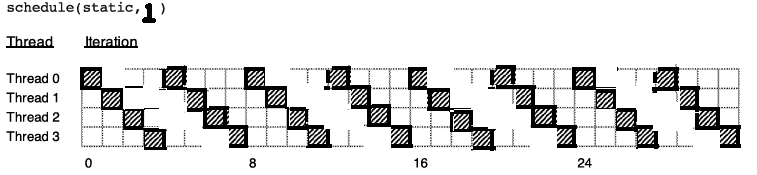 schedule(static,1)
Thread Iteration
Thread 0
Thread 1
Thread 2
Thread 3
0 8 16 24